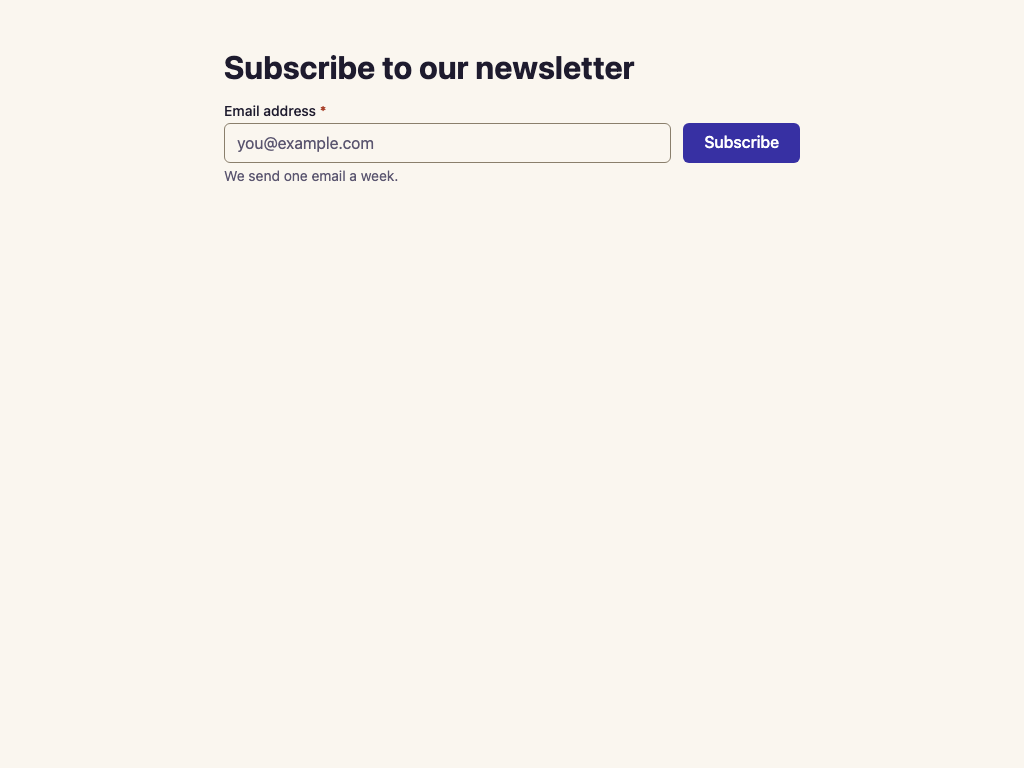 Subscribe to our newsletter
Email address *
you@example.com
Subscribe
We send one email a week.